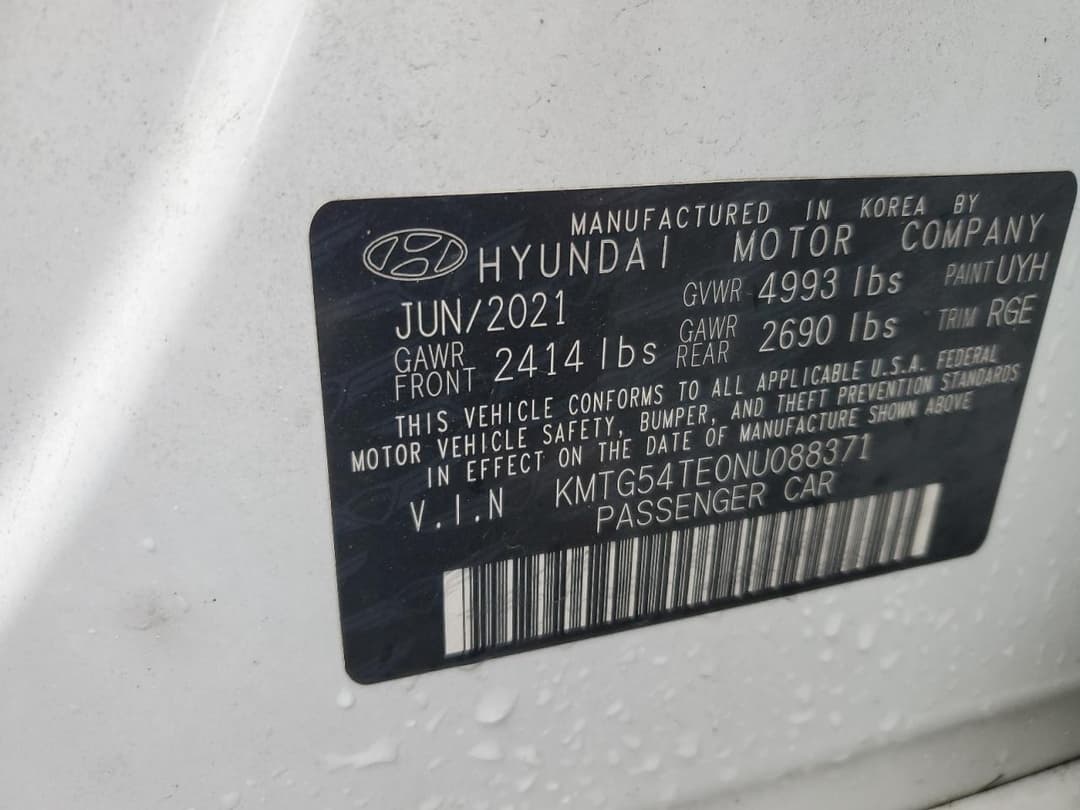 MANUFACTURED IN KOREA BY
HYUNDAI MOTOR COMPANY
JUN/2021 GVWR 4993 lbs PAINT UYH
GAWR FRONT 2414 lbs GAWR REAR 2690 lbs TRIM RGE
THIS VEHICLE CONFORMS TO ALL APPLICABLE U.S.A. FEDERAL
MOTOR VEHICLE SAFETY, BUMPER, AND THEFT PREVENTION STANDARDS
IN EFFECT ON THE DATE OF MANUFACTURE SHOWN ABOVE
V.I.N KMTG54TE0NU088371
PASSENGER CAR